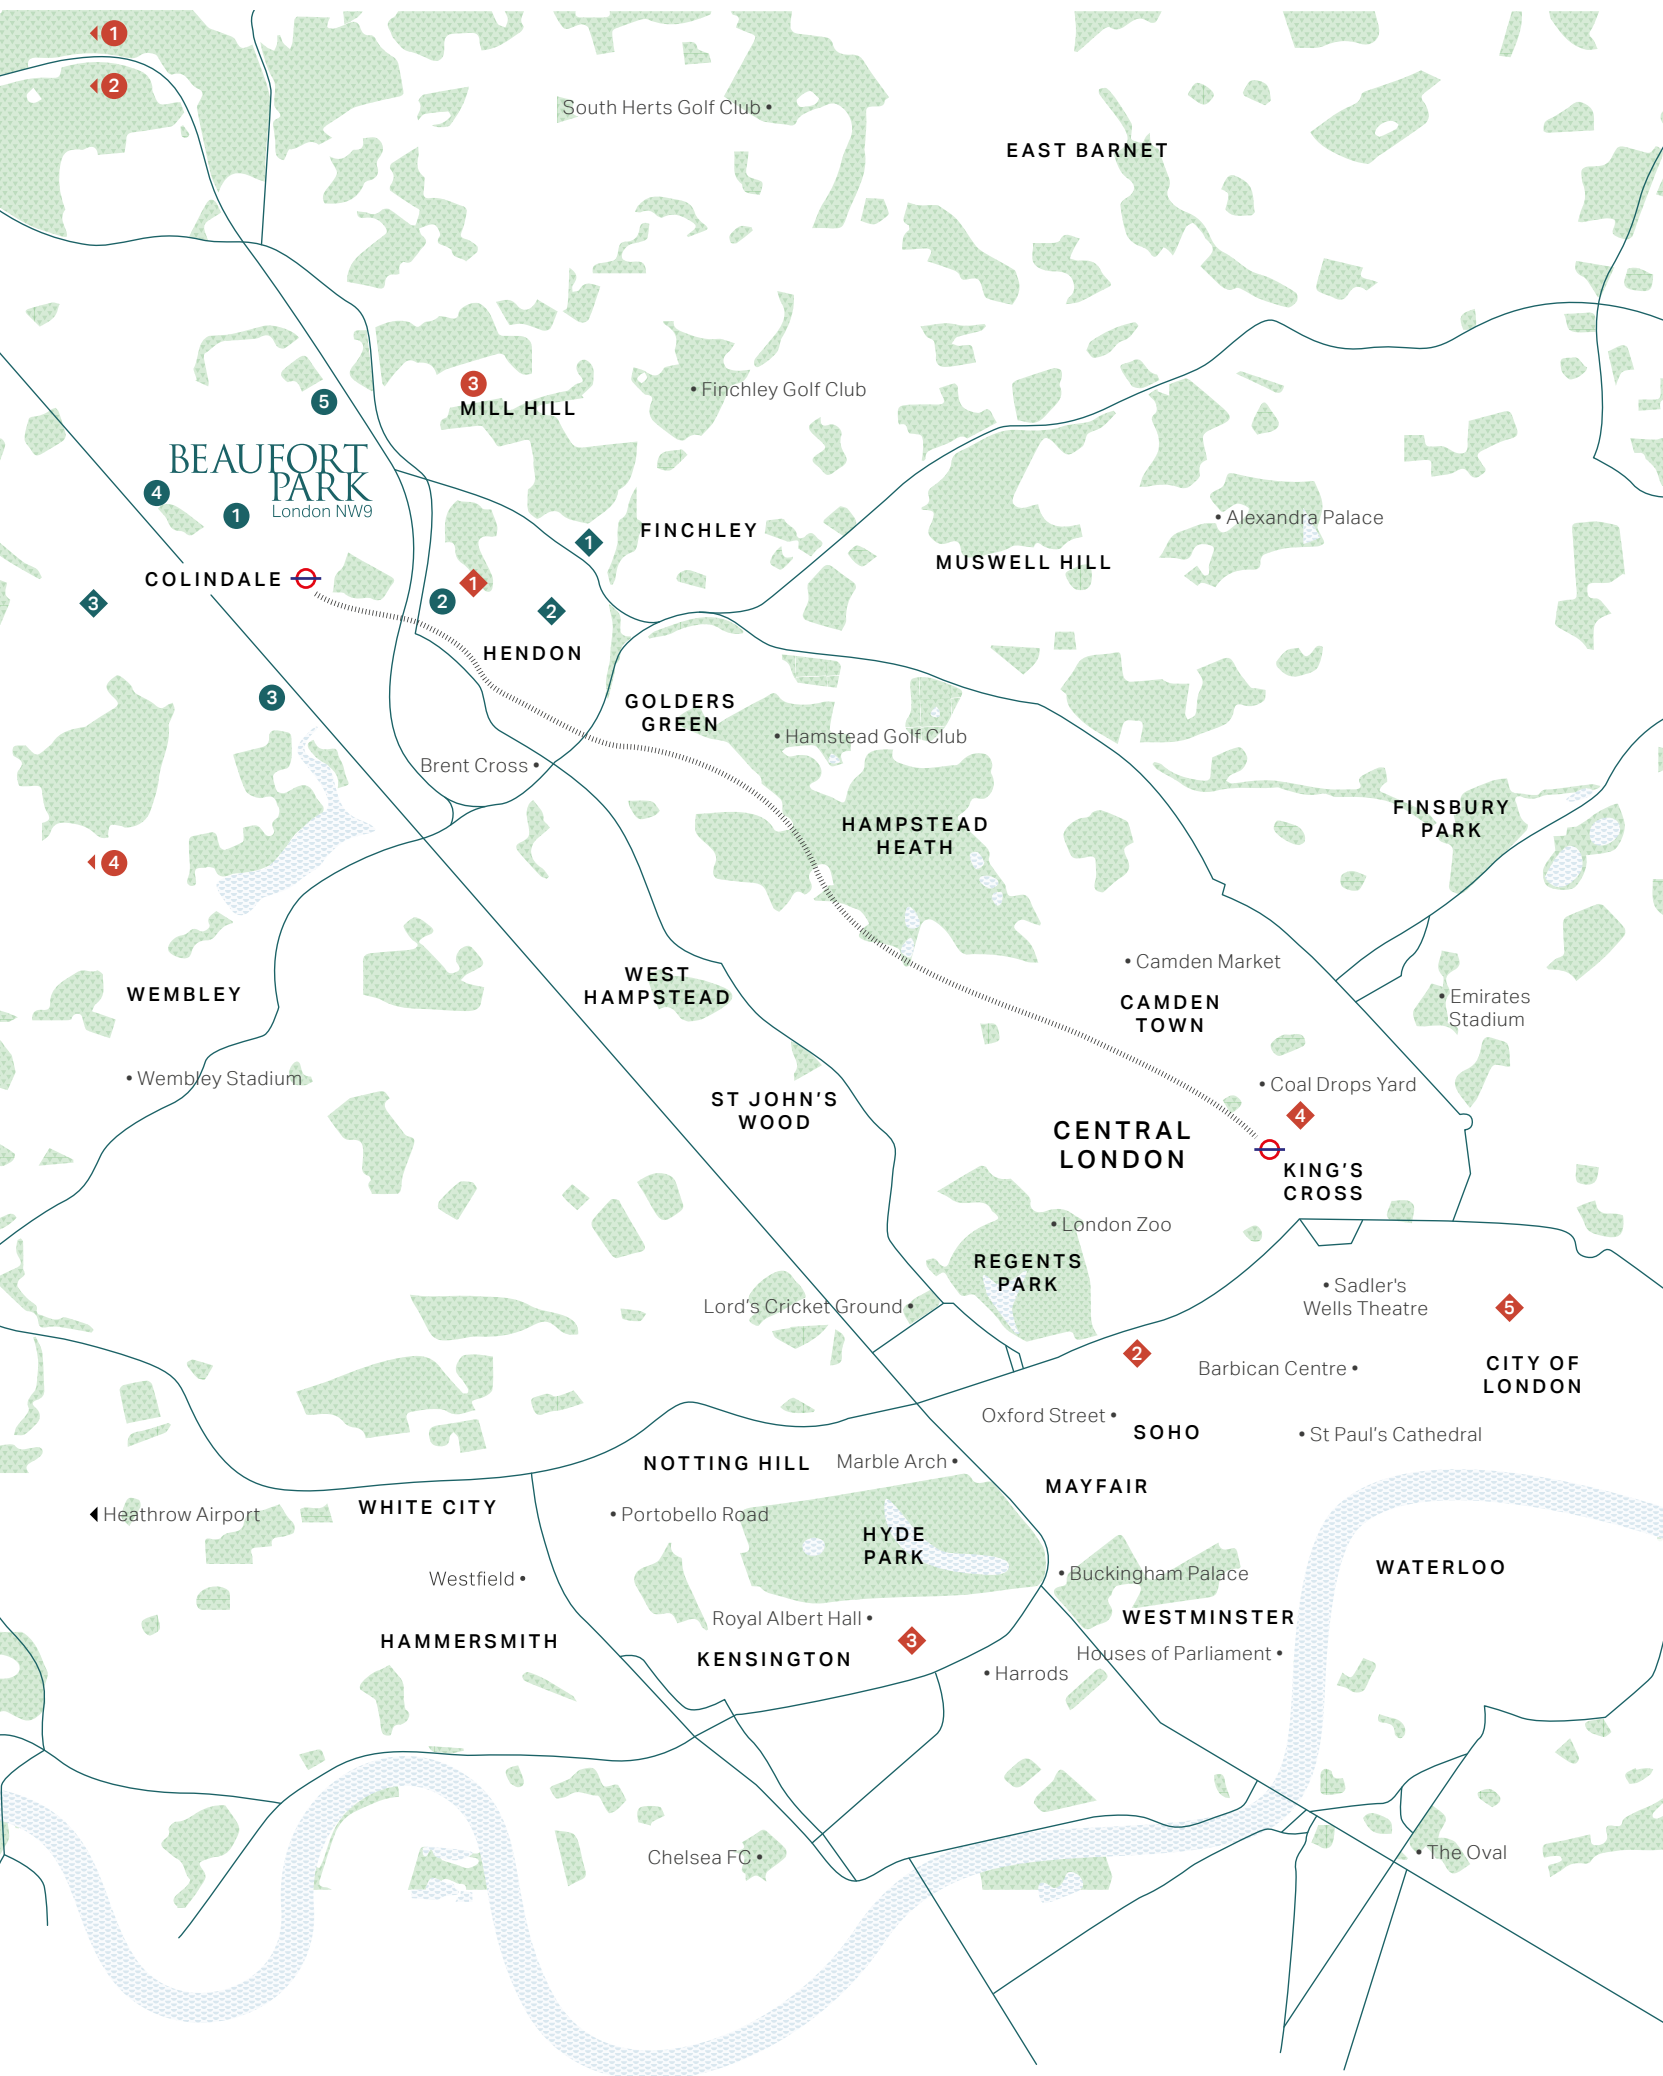 1
2
South Herts Golf Club
EAST BARNET
3
MILL HILL
Finchley Golf Club
5
BEAUFORT
PARK
London NW9
4
1
Alexandra Palace
FINCHLEY
1
MUSWELL HILL
COLINDALE
1
2
2
3
HENDON
3
GOLDERS
GREEN
Hamstead Golf Club
Brent Cross
FINSBURY
PARK
HAMPSTEAD
HEATH
4
Camden Market
WEST
HAMPSTEAD
WEMBLEY
CAMDEN
TOWN
Emirates
Stadium
Wembley Stadium
Coal Drops Yard
ST JOHN'S
WOOD
4
CENTRAL
LONDON
KING'S
CROSS
London Zoo
REGENTS
PARK
Sadler's
Wells Theatre
Lord's Cricket Ground
5
2
Barbican Centre
CITY OF
LONDON
Oxford Street
SOHO
St Paul's Cathedral
NOTTING HILL
Marble Arch
MAYFAIR
WHITE CITY
Heathrow Airport
Portobello Road
HYDE
PARK
Westfield
Buckingham Palace
WATERLOO
Royal Albert Hall
WESTMINSTER
HAMMERSMITH
3
KENSINGTON
Houses of Parliament
Harrods
Chelsea FC
The Oval